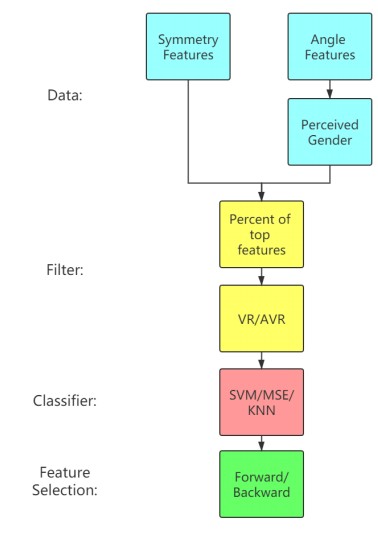 Symmetry
Features
Angle
Features
Data:
Perceived
Gender
Percent of
top
features
Filter:
VR/AVR
Classifier:
SVM/MSE/
KNN
Feature
Selection:
Forward/
Backward